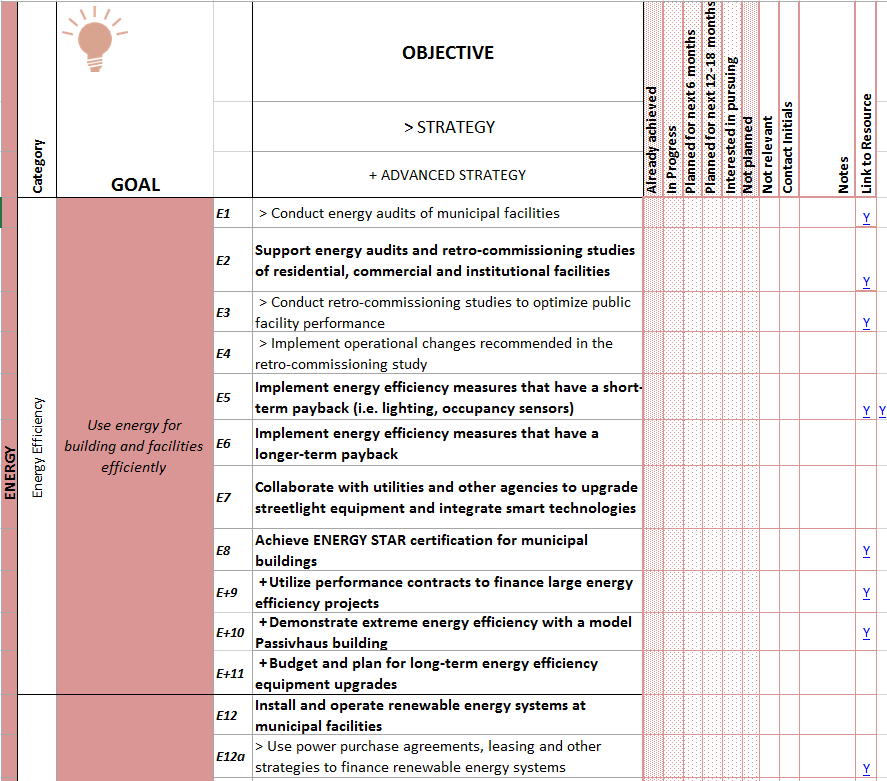 OBJECTIVE
> STRATEGY
+ ADVANCED STRATEGY
Category
GOAL
Already achieved
In Progress
Planned for next 6 months
Planned for next 12-18 months
Interested in pursuing
Not planned
Not relevant
Contact Initials
Notes
Link to Resource
ENERGY
Energy Efficiency
Use energy for
building and facilities
efficiently
E1 > Conduct energy audits of municipal facilities Y
E2 Support energy audits and retro-commissioning studies
of residential, commercial and institutional facilities Y
E3 > Conduct retro-commissioning studies to optimize public
facility performance Y
E4 > Implement operational changes recommended in the
retro-commissioning study
E5 Implement energy efficiency measures that have a short-
term payback (i.e. lighting, occupancy sensors) Y Y
E6 Implement energy efficiency measures that have a
longer-term payback
E7 Collaborate with utilities and other agencies to upgrade
streetlight equipment and integrate smart technologies
E8 Achieve ENERGY STAR certification for municipal
buildings Y
E+9 +Utilize performance contracts to finance large energy
efficiency projects Y
E+10 +Demonstrate extreme energy efficiency with a model
Passivhaus building Y
E+11 +Budget and plan for long-term energy efficiency
equipment upgrades
E12 Install and operate renewable energy systems at
municipal facilities
E12a > Use power purchase agreements, leasing and other
strategies to finance renewable energy systems Y